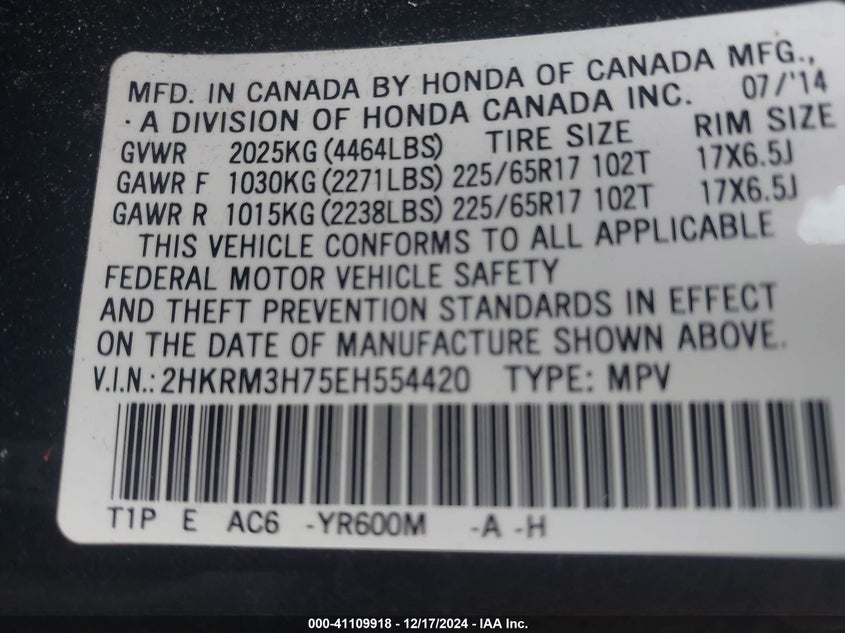 MFD. IN CANADA BY HONDA OF CANADA MFG.,
· A DIVISION OF HONDA CANADA INC. 07/'14
GVWR 2025KG (4464LBS) TIRE SIZE RIM SIZE
GAWR F 1030KG (2271LBS) 225/65R17 102T 17X6.5J
GAWR R 1015KG (2238LBS) 225/65R17 102T 17X6.5J
THIS VEHICLE CONFORMS TO ALL APPLICABLE
FEDERAL MOTOR VEHICLE SAFETY
AND THEFT PREVENTION STANDARDS IN EFFECT
ON THE DATE OF MANUFACTURE SHOWN ABOVE.
V.I.N.: 2HKRM3H75EH554420 TYPE: MPV
T1P E AC6 -YR600M -A -H
000-41109918 - 12/17/2024 - IAA Inc.